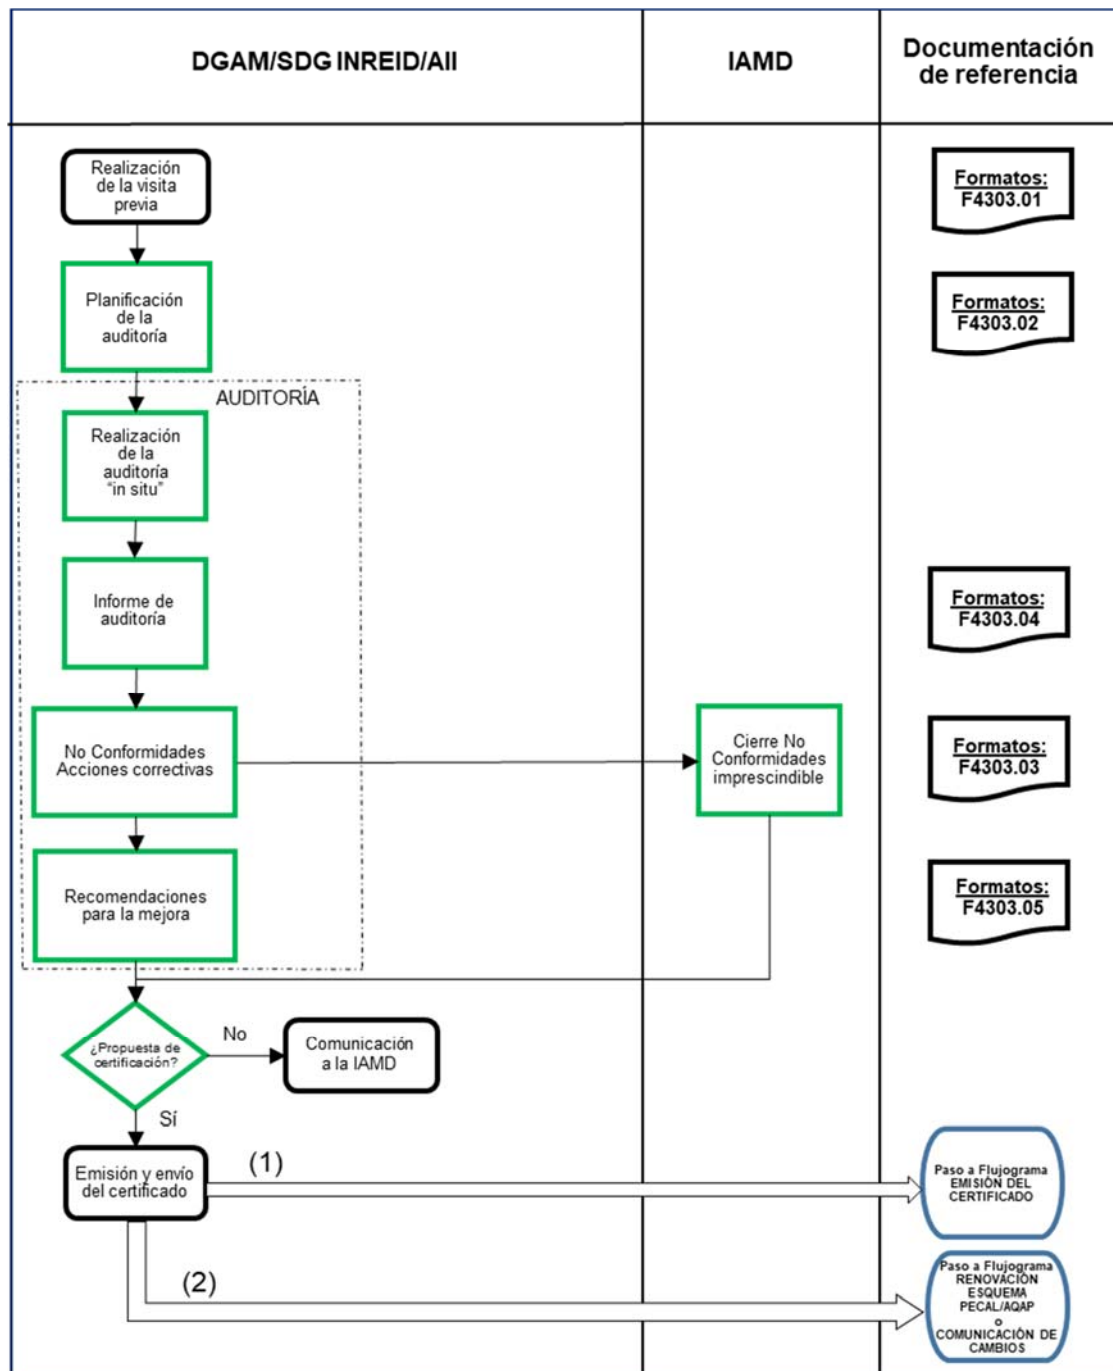 DGAM/SDG INREID/AII
IAMD
Documentación
de referencia
Realización
de la visita
previa
Formatos:
F4303.01
Planificación
de la
auditoría
Formatos:
F4303.02
AUDITORÍA
Realización
de la
auditoría
“in situ”
Informe de
auditoría
Formatos:
F4303.04
No Conformidades
Acciones correctivas
Cierre No
Conformidades
imprescindible
Formatos:
F4303.03
Recomendaciones
para la mejora
Formatos:
F4303.05
¿Propuesta de
certificación?
No
Comunicación
a la IAMD
Sí
Emisión y envío
del certificado
(1)
Paso a Flujograma
EMISIÓN DEL
CERTIFICADO
(2)
Paso a Flujograma
RENOVACIÓN
ESQUEMA
PECAL/AQAP
o
COMUNICACIÓN DE
CAMBIOS